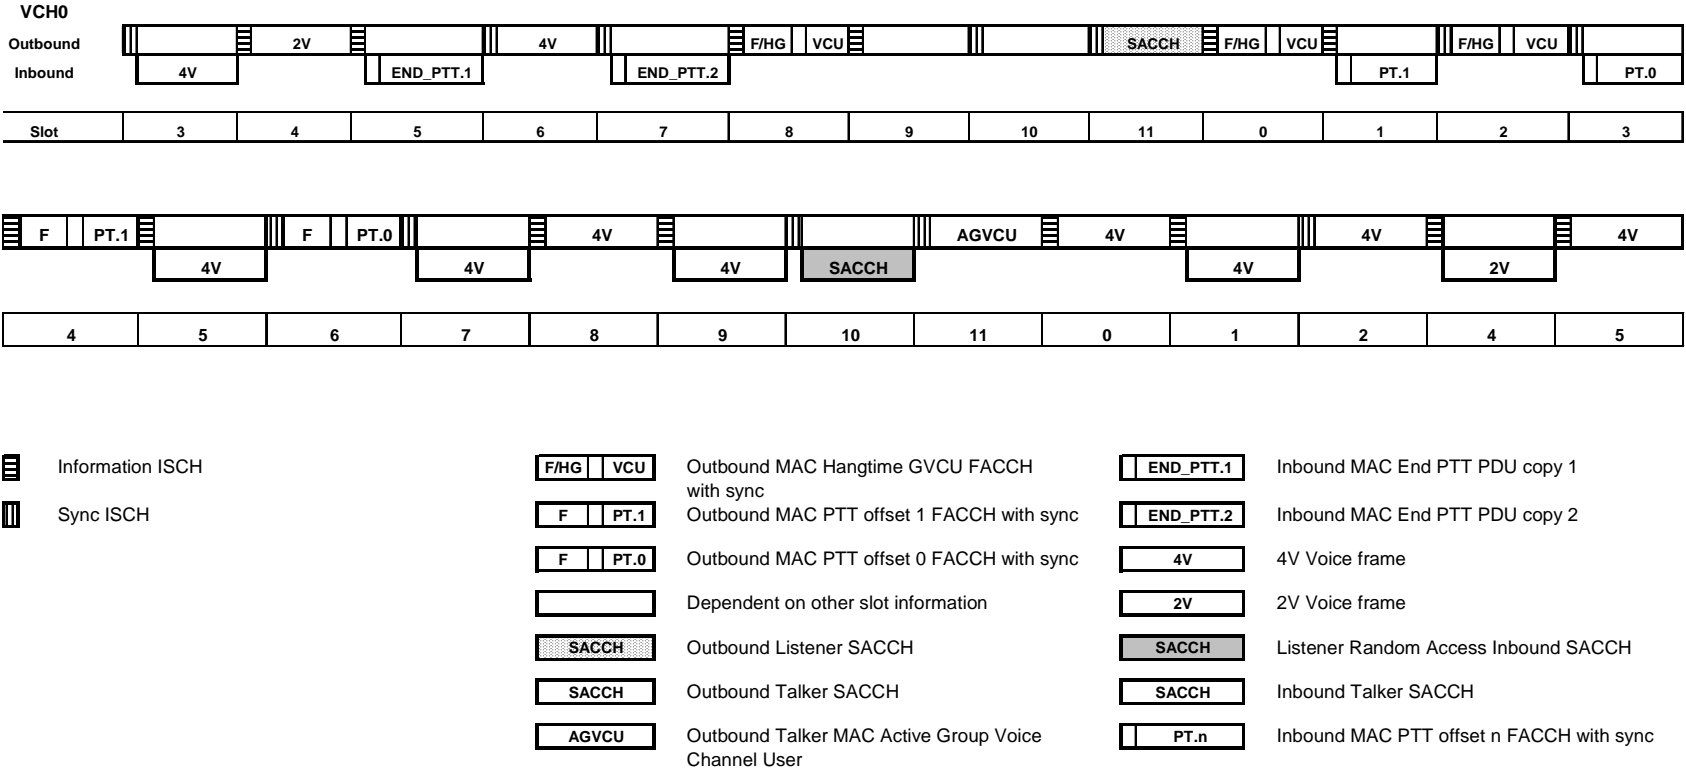 VCH0
Outbound 2V 4V F/HG VCU SACCH F/HG VCU F/HG VCU
Inbound 4V END_PTT.1 END_PTT.2 PT.1 PT.0
Slot 3 4 5 6 7 8 9 10 11 0 1 2 3
F PT.1 F PT.0 4V AGVCU 4V 4V 4V
4V 4V 4V SACCH 4V 2V
4 5 6 7 8 9 10 11 0 1 2 4 5
Information ISCH
F/HG VCU Outbound MAC Hangtime GVCU FACCH
with sync
END_PTT.1 Inbound MAC End PTT PDU copy 1
Sync ISCH
F PT.1 Outbound MAC PTT offset 1 FACCH with sync
END_PTT.2 Inbound MAC End PTT PDU copy 2
F PT.0 Outbound MAC PTT offset 0 FACCH with sync
4V 4V Voice frame
Dependent on other slot information
2V 2V Voice frame
SACCH Outbound Listener SACCH
SACCH Listener Random Access Inbound SACCH
SACCH Outbound Talker SACCH
SACCH Inbound Talker SACCH
AGVCU Outbound Talker MAC Active Group Voice
Channel User
PT.n Inbound MAC PTT offset n FACCH with sync